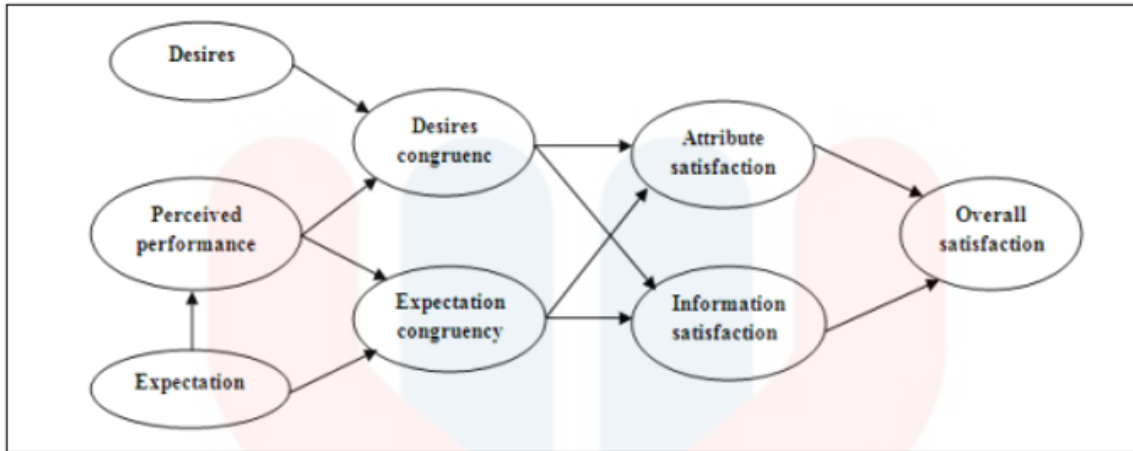 Desires
Desires
congruenc
Attribute
satisfaction
Perceived
performance
Overall
satisfaction
Expectation
congruency
Information
satisfaction
Expectation